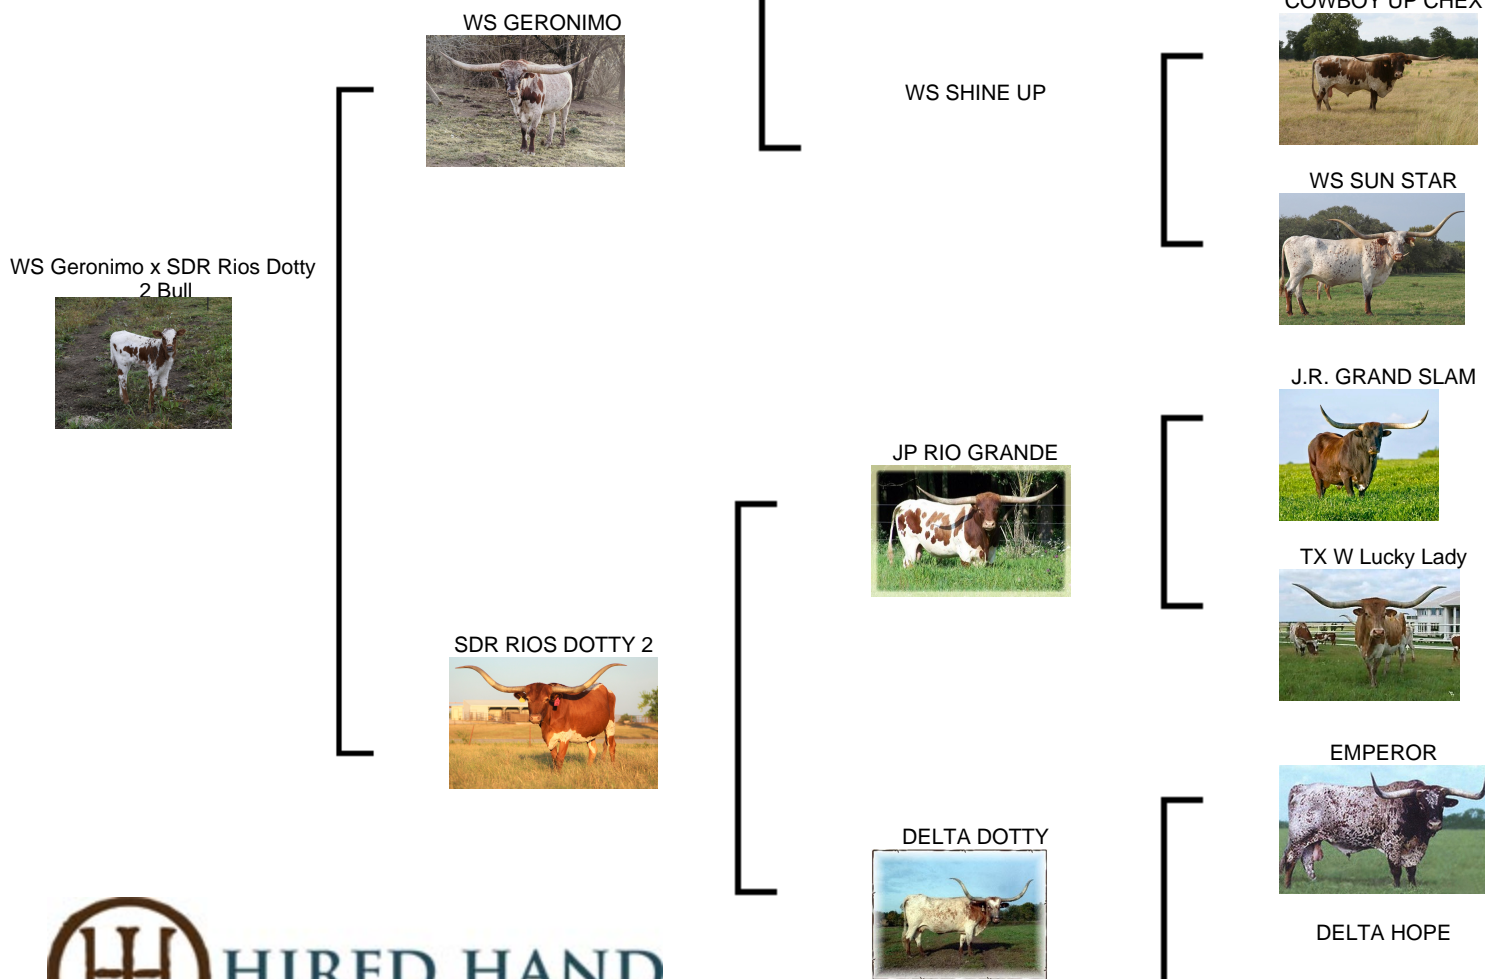 COWBOY UP CHEX
WS GERONIMO
WS SHINE UP
WS SUN STAR
WS Geronimo x SDR Rios Dotty
2 Bull
J.R. GRAND SLAM
JP RIO GRANDE
TX W Lucky Lady
SDR RIOS DOTTY 2
EMPEROR
DELTA DOTTY
DELTA HOPE
HIRED HAND